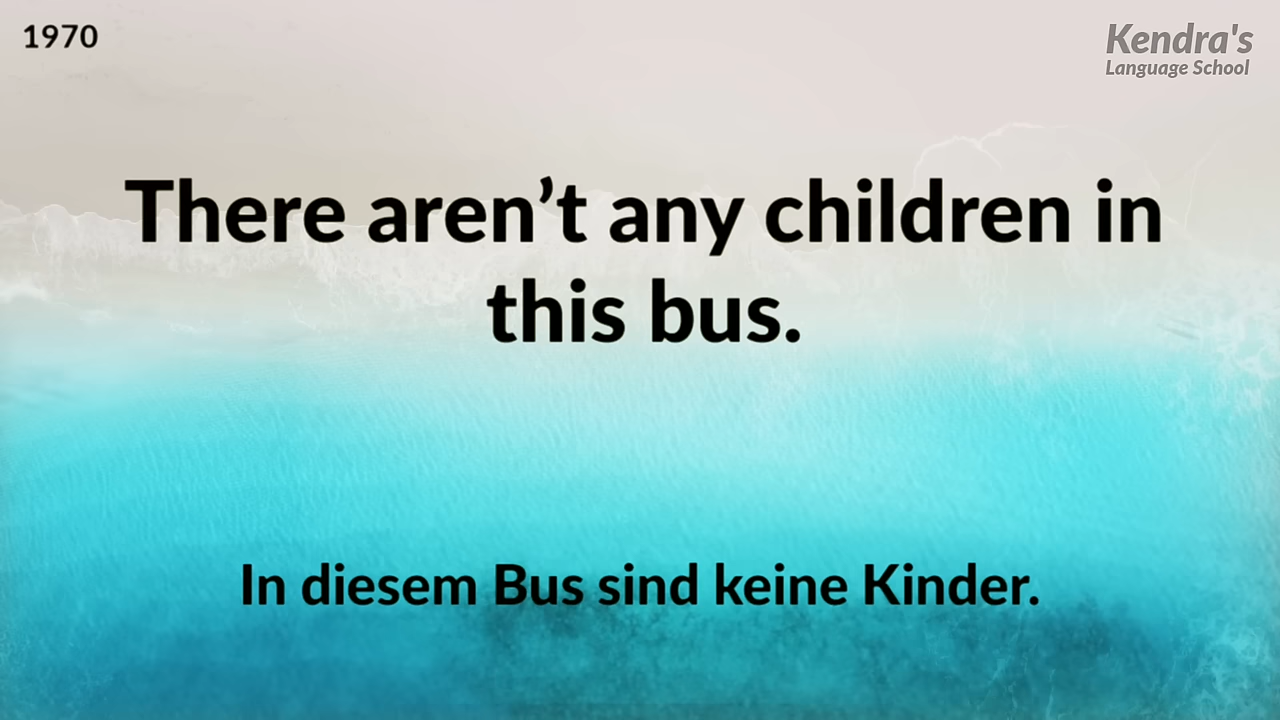 1970
Kendra's
Language School
There aren’t any children in
this bus.
In diesem Bus sind keine Kinder.